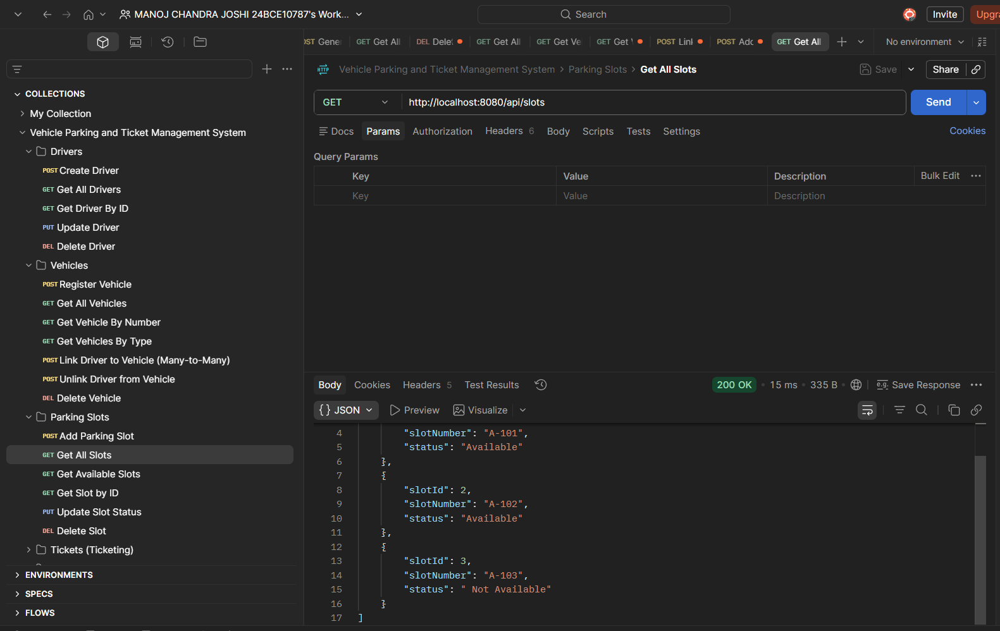 MANOJ CHANDRA JOSHI 24BCE10787's Work...
Search
Invite
Upgra
OST Gene
GET Get All
DEL Dele
GET Get All
GET Get Ve
GET Get
POST Lin
POST Ad
GET Get All
No environment
HTTP
Vehicle Parking and Ticket Management System > Parking Slots > Get All Slots
Save
Share
COLLECTIONS
My Collection
Vehicle Parking and Ticket Management System
Drivers
POST Create Driver
GET Get All Drivers
GET Get Driver By ID
PUT Update Driver
DEL Delete Driver
Vehicles
POST Register Vehicle
GET Get All Vehicles
GET Get Vehicle By Number
GET Get Vehicles By Type
POST Link Driver to Vehicle (Many-to-Many)
POST Unlink Driver from Vehicle
DEL Delete Vehicle
Parking Slots
POST Add Parking Slot
GET Get All Slots
GET Get Available Slots
GET Get Slot by ID
PUT Update Slot Status
DEL Delete Slot
Tickets (Ticketing)
ENVIRONMENTS
SPECS
FLOWS
GET
http://localhost:8080/api/slots
Send
Docs Params Authorization Headers 6 Body Scripts Tests Settings
Cookies
Query Params
Key Value Description Bulk Edit
Key Value Description
Body Cookies Headers 5 Test Results
200 OK • 15 ms • 335 B
e.g. Save Response
{} JSON Preview Visualize
4 "slotNumber": "A-101",
5 "status": "Available"
6 },
7 {
8 "slotId": 2,
9 "slotNumber": "A-102",
10 "status": "Available"
11 },
12 {
13 "slotId": 3,
14 "slotNumber": "A-103",
15 "status": " Not Available"
16 }
17 ]